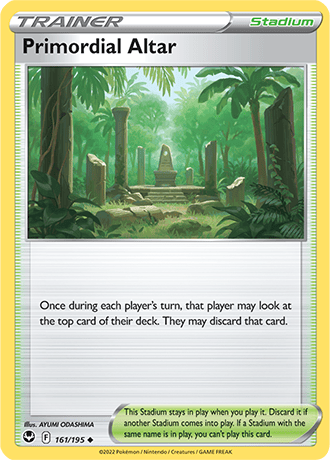 TRAINER Stadium
Primordial Altar
Once during each player's turn, that player may look at
the top card of their deck. They may discard that card.
Illus. AYUMI ODASHIMA
This Stadium stays in play when you play it. Discard it if
another Stadium comes into play. If a Stadium with the
same name is in play, you can't play this card.
F 161/195 ◆
©2022 Pokémon / Nintendo / Creatures / GAME FREAK